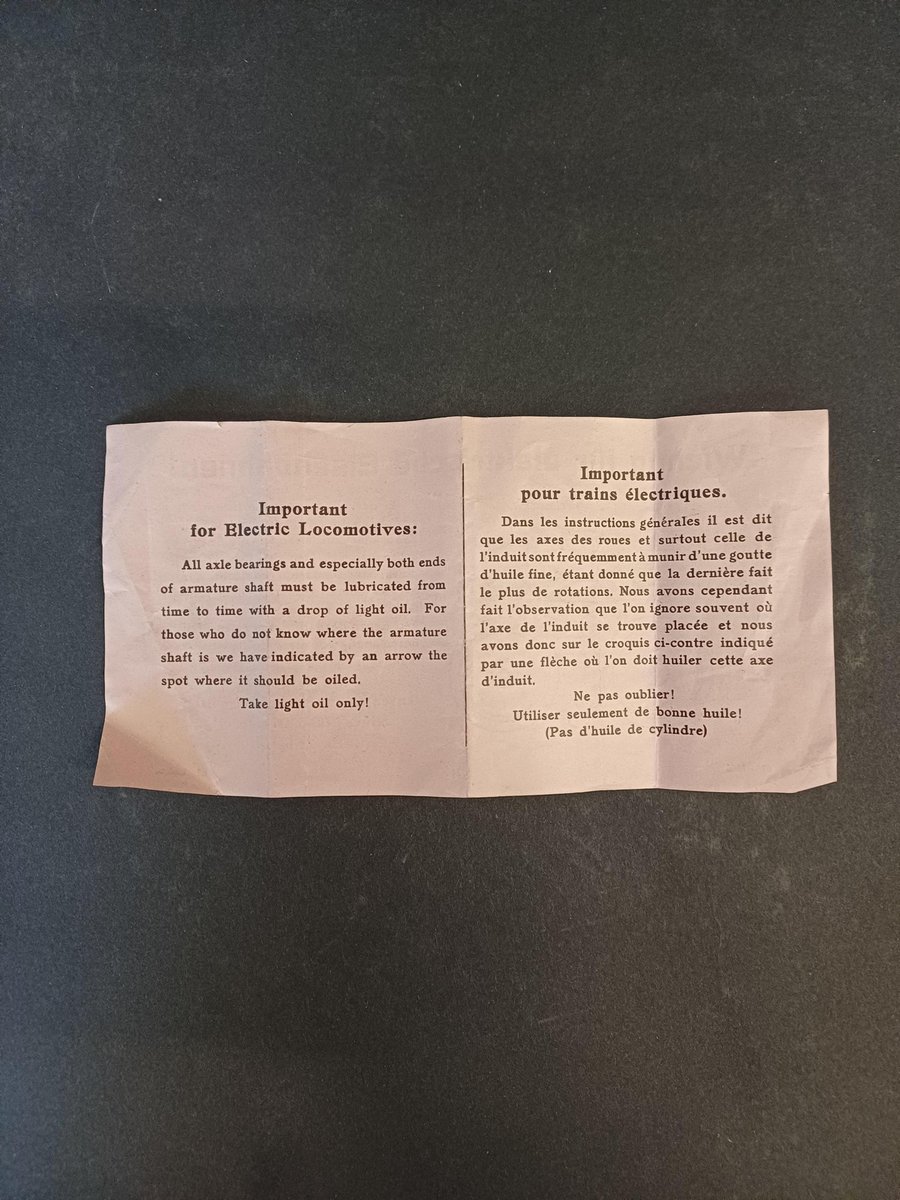 Important
for Electric Locomotives:
All axle bearings and especially both ends
of armature shaft must be lubricated from
time to time with a drop of light oil. For
those who do not know where the armature
shaft is we have indicated by an arrow the
spot where it should be oiled.
Take light oil only!
Important
pour trains électriques.
Dans les instructions générales il est dit
que les axes des roues et surtout celle de
l'induit sont fréquemment à munir d'une goutte
d'huile fine, étant donné que la dernière fait
le plus de rotations. Nous avons cependant
fait l'observation que l'on ignore souvent où
l'axe de l'induit se trouve placée et nous
avons donc sur le croquis ci-contre indiqué
par une flèche où l'on doit huiler cette axe
d'induit.
Ne pas oublier!
Utiliser seulement de bonne huile!
(Pas d'huile de cylindre)